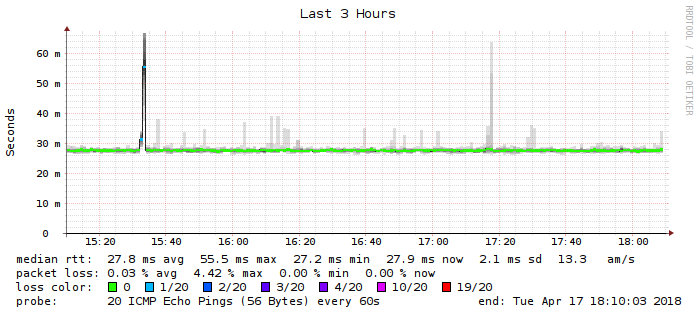 Last 3 Hours
RRDTOOL / TOBI OETIKER
Seconds
60 m
50 m
40 m
30 m
20 m
10 m
0
15:20 15:40 16:00 16:20 16:40 17:00 17:20 17:40 18:00
median rtt: 27.8 ms avg 55.5 ms max 27.2 ms min 27.9 ms now 2.1 ms sd 13.3 am/s
packet loss: 0.03 % avg 4.42 % max 0.00 % min 0.00 % now
loss color: 0 1/20 2/20 3/20 4/20 10/20 19/20
probe: 20 ICMP Echo Pings (56 Bytes) every 60s end: Tue Apr 17 18:10:03 2018